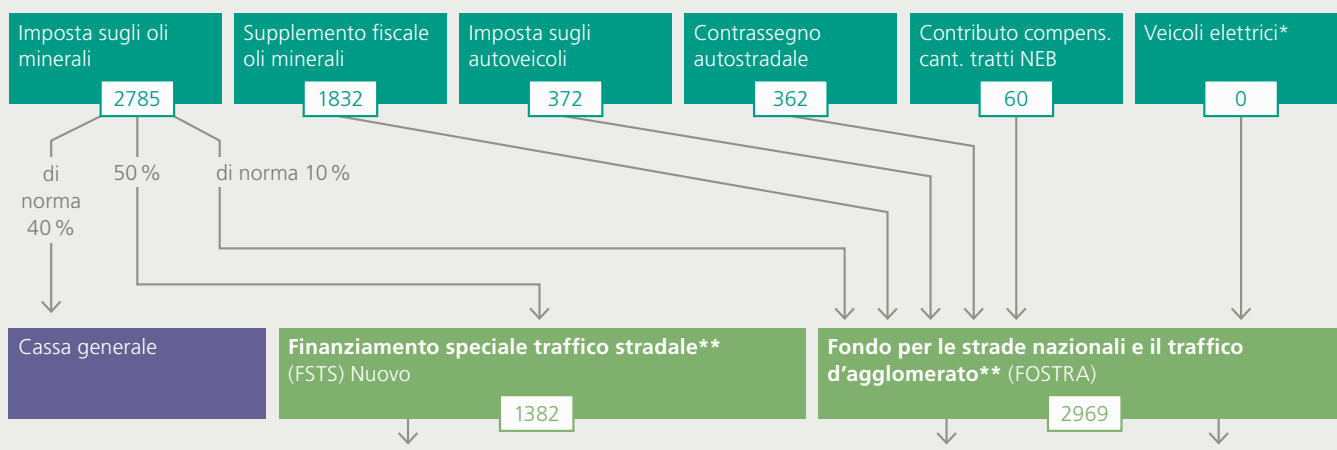 Imposta sugli oli
minerali
2785
Supplemento fiscale
oli minerali
1832
Imposta sugli
autoveicoli
372
Contrassegno
autostradale
362
Contributo compens.
cant. tratti NEB
60
Veicoli elettrici*
0
di
norma
40 %
50 %
di norma 10 %
Cassa generale
Finanziamento speciale traffico stradale**
(FSTS) Nuovo
1382
Fondo per le strade nazionali e il traffico
d'agglomerato** (FOSTRA)
2969